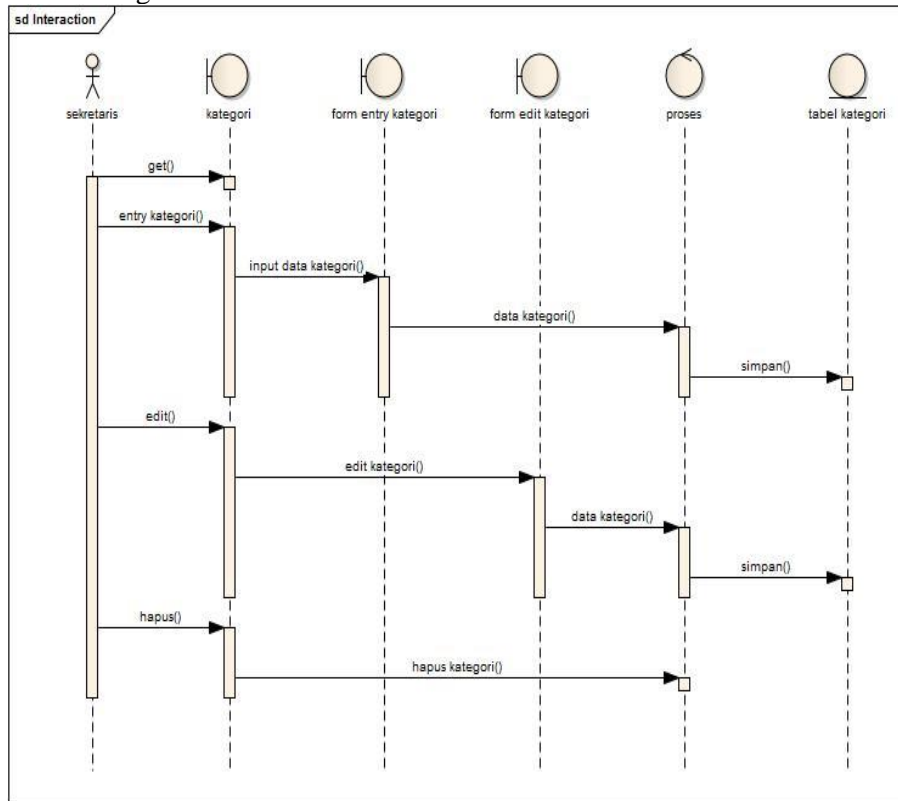 sd Interaction
sekretaris
kategori
form entry kategori
form edit kategori
proses
tabel kategori
get()
entry kategori()
input data kategori()
data kategori()
simpan()
edit()
edit kategori()
data kategori()
simpan()
hapus()
hapus kategori()